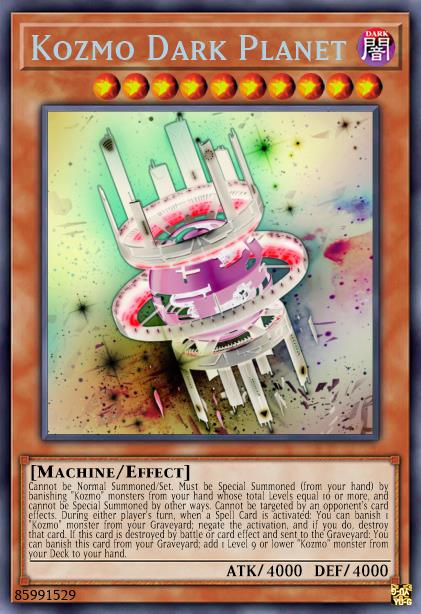 KOZMO DARK PLANET
DARK
闇
[MACHINE/EFFECT]
Cannot be Normal Summoned/Set. Must be Special Summoned (from your hand) by
banishing "Kozmo" monsters from your hand whose total Levels equal 10 or more, and
cannot be Special Summoned by other ways. Cannot be targeted by an opponent's card
effects. During either player's turn, when a Spell Card is activated: You can banish 1
"Kozmo" monster from your Graveyard; negate the activation, and if you do, destroy
that card. If this card is destroyed by battle or card effect and sent to the Graveyard: You
can banish this card from your Graveyard; add 1 Level 9 or lower "Kozmo" monster from
your Deck to your hand.
ATK/4000 DEF/4000
85991529